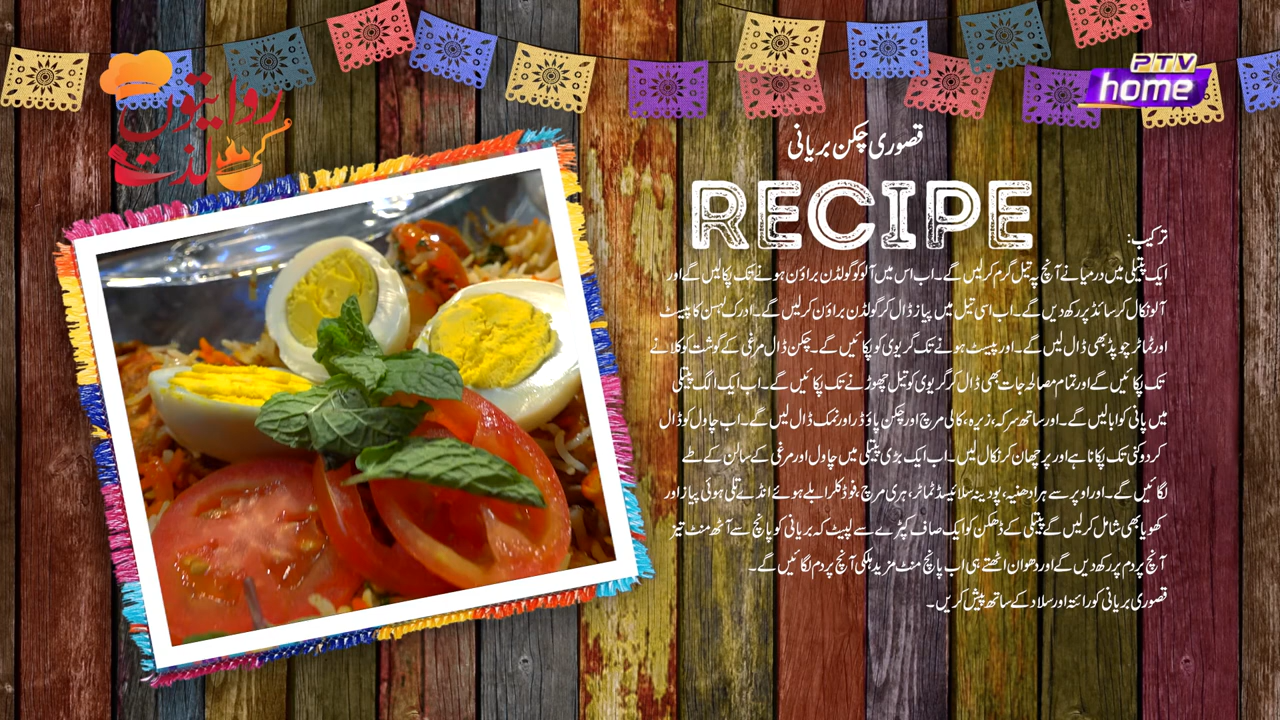 روایتوں
کی
لذت
PTV
home
قصوری چکن بریانی
RECIPE
ترکیب:
ایک پتیلی میں درمیانے آنچ پہ تیل گرم کرلیں گے۔اب اس میں آلو کو گولڈن براؤن ہونے تک پکا لیں گے اور
آلو نکال کر سائڈ پر رکھ دیں گے۔اب اسی تیل میں پیاز ڈال کر گولڈن براؤن کرلیں گے۔ادرک لہسن کا پیسٹ
اور ٹماٹر چوپڈ بھی ڈال لیں گے۔اور پیسٹ ہونے تک گریوی کو پکائیں گے۔چکن ڈال مرغی کے گوشت کو گلانے
تک پکائیں گے اور تمام مصالحہ جات بھی ڈال کر گریوی کو تیل چھوڑنے تک پکائیں گے۔اب ایک الگ پتیلی
میں پانی کو ابالیں گے۔اور ساتھ سرکہ،زیرہ،کالی مرچ اور چکن پاؤڈر اور نمک ڈال لیں گے۔اب چاول کو ڈال
کر دو کنی تک پکانا ہے اور پر چھان کر نکال لیں۔اب ایک بڑی پتیلی میں چاول اور مرغی کے سالن کے طے
لگائیں گے۔اور اوپر سے ہرا دھنیہ،پودینہ سلائیسڈ ٹماٹر،ہری مرچ،فوڈ کلر ابلے ہوئے انڈے تلی ہوئی پیاز اور
کھویا بھی شامل کرلیں گے پتیلی کے ڈھکن کو ایک صاف کپڑے سے لپیٹ کہ بریانی کو پانچ سے آٹھ منٹ تیز
آنچ پر دم پر رکھ دیں گے اور دھوان اٹھتے ہی اب پانچ منٹ مزید ہلکی آنچ پر دم لگائیں گے۔
قصوری بریانی کو رائتہ اور سلاد کے ساتھ پیش کریں۔